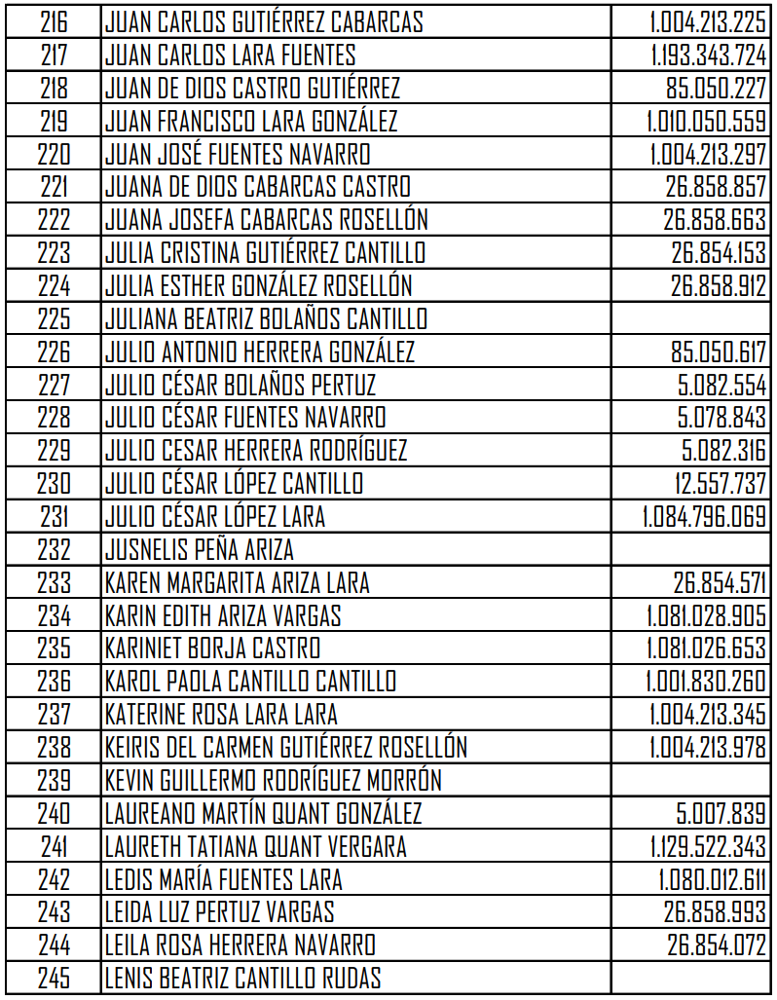 216 JUAN CARLOS GUTIÉRREZ CABARCAS 1.004.213.225
217 JUAN CARLOS LARA FUENTES 1.193.343.724
218 JUAN DE DIOS CASTRO GUTIÉRREZ 85.050.227
219 JUAN FRANCISCO LARA GONZÁLEZ 1.010.050.559
220 JUAN JOSÉ FUENTES NAVARRO 1.004.213.297
221 JUANA DE DIOS CABARCAS CASTRO 26.858.857
222 JUANA JOSEFA CABARCAS ROSELLÓN 26.858.663
223 JULIA CRISTINA GUTIÉRREZ CANTILLO 26.854.153
224 JULIA ESTHER GONZÁLEZ ROSELLÓN 26.858.912
225 JULIANA BEATRIZ BOLAÑOS CANTILLO
226 JULIO ANTONIO HERRERA GONZÁLEZ 85.050.617
227 JULIO CÉSAR BOLAÑOS PERTUZ 5.082.554
228 JULIO CÉSAR FUENTES NAVARRO 5.078.843
229 JULIO CESAR HERRERA RODRÍGUEZ 5.082.316
230 JULIO CÉSAR LÓPEZ CANTILLO 12.557.737
231 JULIO CÉSAR LÓPEZ LARA 1.084.796.069
232 JUSNELIS PEÑA ARIZA
233 KAREN MARGARITA ARIZA LARA 26.854.571
234 KARIN EDITH ARIZA VARGAS 1.081.028.905
235 KARINIET BORJA CASTRO 1.081.026.653
236 KAROL PAOLA CANTILLO CANTILLO 1.001.830.260
237 KATERINE ROSA LARA LARA 1.004.213.345
238 KEIRIS DEL CARMEN GUTIÉRREZ ROSELLÓN 1.004.213.978
239 KEVIN GUILLERMO RODRÍGUEZ MORRÓN
240 LAUREANO MARTÍN QUANT GONZÁLEZ 5.007.839
241 LAURETH TATIANA QUANT VERGARA 1.129.522.343
242 LEDIS MARÍA FUENTES LARA 1.080.012.611
243 LEIDA LUZ PERTUZ VARGAS 26.858.993
244 LEILA ROSA HERRERA NAVARRO 26.854.072
245 LENIS BEATRIZ CANTILLO RUDAS